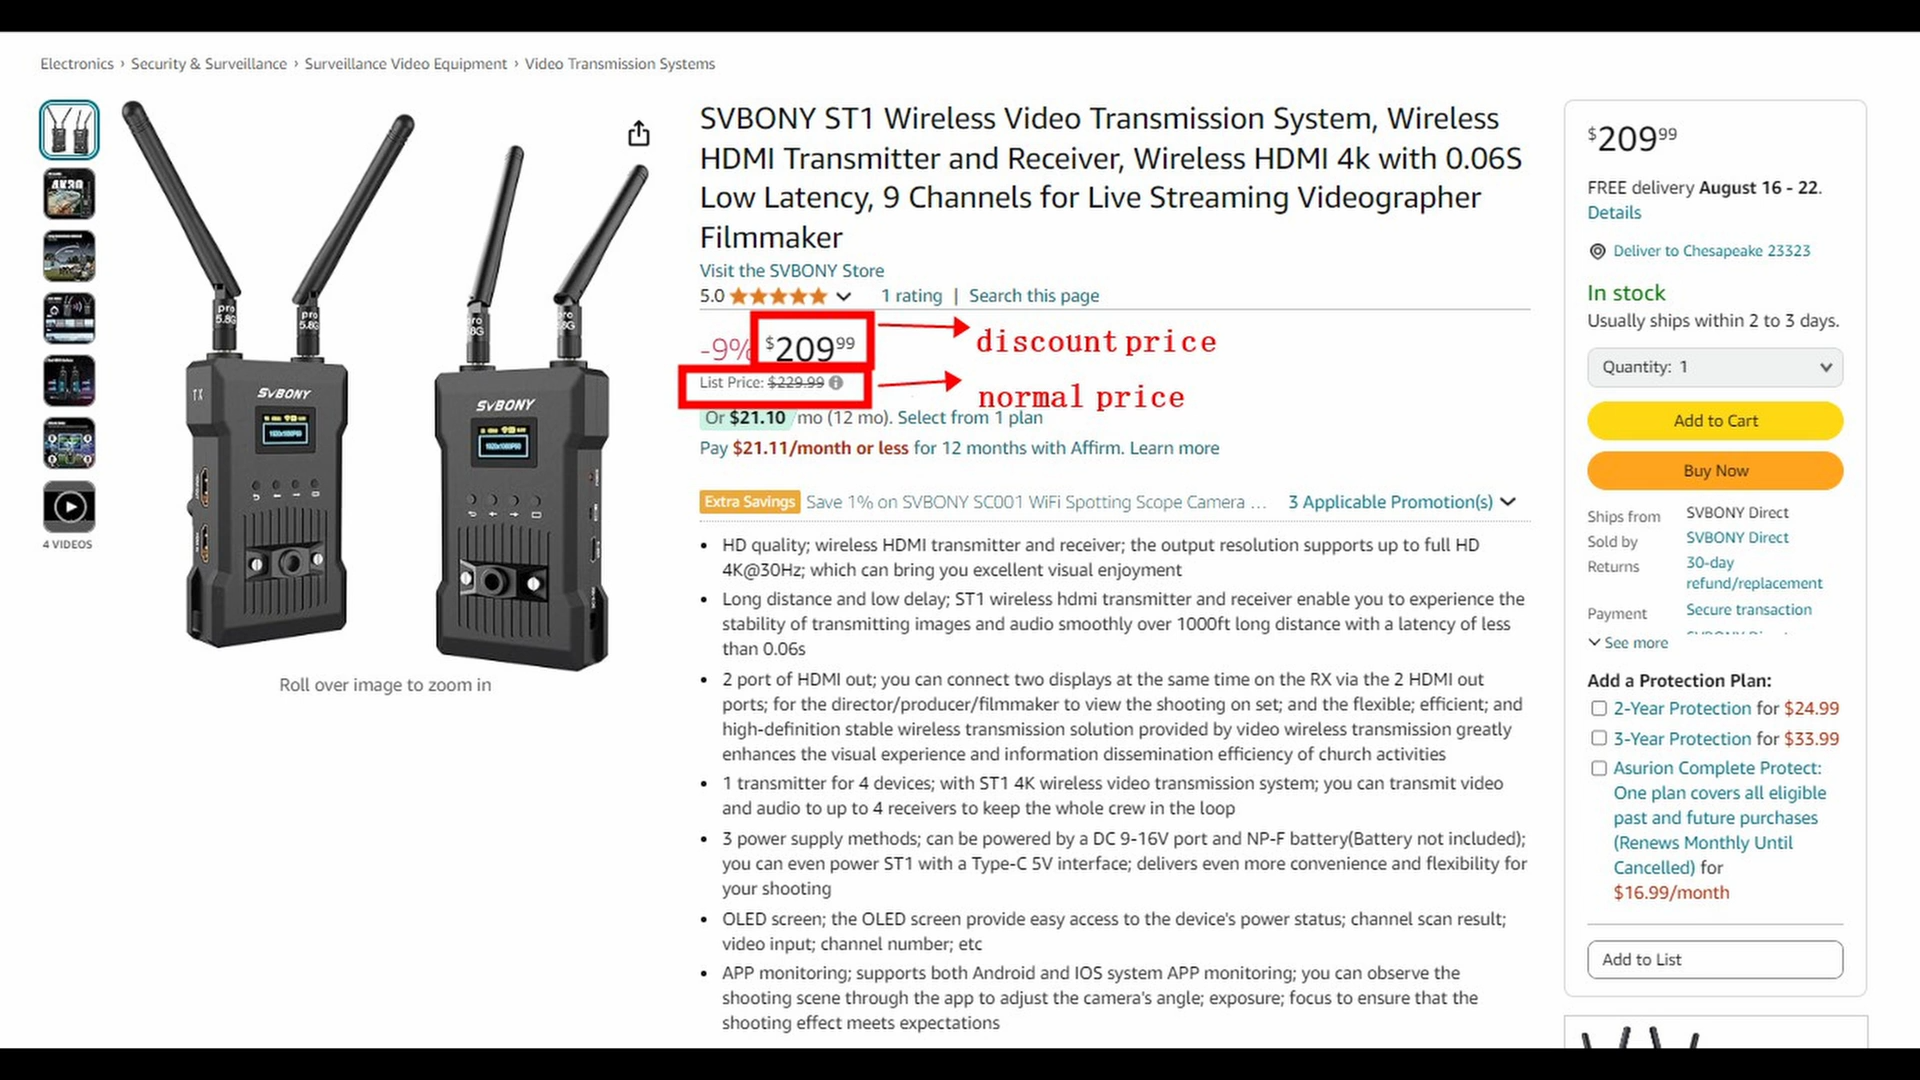 Electronics › Security & Surveillance › Surveillance Video Equipment › Video Transmission Systems
4 VIDEOS
pro
5.8G
pro
5.8G
TX
SVBONY
SVBONY
Roll over image to zoom in
SVBONY ST1 Wireless Video Transmission System, Wireless
HDMI Transmitter and Receiver, Wireless HDMI 4k with 0.06S
Low Latency, 9 Channels for Live Streaming Videographer
Filmmaker
Visit the SVBONY Store
5.0 1 rating | Search this page
-9% $209.99
discount price
List Price: $229.99
normal price
Or $21.10 /mo (12 mo). Select from 1 plan
Pay $21.11/month or less for 12 months with Affirm. Learn more
Extra Savings Save 1% on SVBONY SC001 WiFi Spotting Scope Camera ... 3 Applicable Promotion(s)
• HD quality; wireless HDMI transmitter and receiver; the output resolution supports up to full HD
4K@30Hz; which can bring you excellent visual enjoyment
• Long distance and low delay; ST1 wireless hdmi transmitter and receiver enable you to experience the
stability of transmitting images and audio smoothly over 1000ft long distance with a latency of less
than 0.06s
• 2 port of HDMI out; you can connect two displays at the same time on the RX via the 2 HDMI out
ports; for the director/producer/filmmaker to view the shooting on set; and the flexible; efficient; and
high-definition stable wireless transmission solution provided by video wireless transmission greatly
enhances the visual experience and information dissemination efficiency of church activities
• 1 transmitter for 4 devices; with ST1 4K wireless video transmission system; you can transmit video
and audio to up to 4 receivers to keep the whole crew in the loop
• 3 power supply methods; can be powered by a DC 9-16V port and NP-F battery(Battery not included);
you can even power ST1 with a Type-C 5V interface; delivers even more convenience and flexibility for
your shooting
• OLED screen; the OLED screen provide easy access to the device's power status; channel scan result;
video input; channel number; etc
• APP monitoring; supports both Android and IOS system APP monitoring; you can observe the
shooting scene through the app to adjust the camera's angle; exposure; focus to ensure that the
shooting effect meets expectations
$209.99
FREE delivery August 16 - 22.
Details
Deliver to Chesapeake 23323
In stock
Usually ships within 2 to 3 days.
Quantity: 1
Add to Cart
Buy Now
Ships from SVBONY Direct
Sold by SVBONY Direct
Returns 30-day
refund/replacement
Payment Secure transaction
See more
Add a Protection Plan:
2-Year Protection for $24.99
3-Year Protection for $33.99
Asurion Complete Protect:
One plan covers all eligible
past and future purchases
(Renews Monthly Until
Cancelled) for
$16.99/month
Add to List